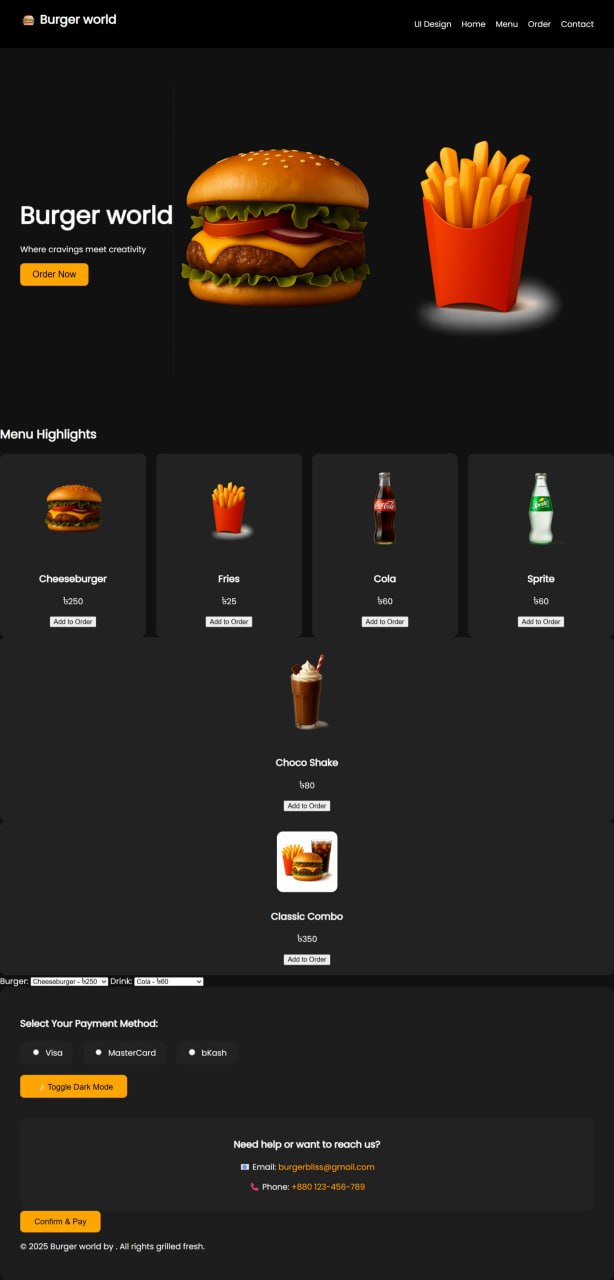 Burger world
UI Design Home Menu Order Contact
Burger world
Where cravings meet creativity
Order Now
Menu Highlights
Cheeseburger
৳250
Add to Order
Fries
৳25
Add to Order
Coca-Cola
Cola
৳60
Add to Order
Sprite
Sprite
৳60
Add to Order
Choco Shake
৳80
Add to Order
Classic Combo
৳350
Add to Order
Burger: Cheeseburger - ৳250 Drink: Cola - ৳60
Select Your Payment Method:
Visa MasterCard bKash
Toggle Dark Mode
Need help or want to reach us?
Email: burgerbliss@gmail.com
Phone: +880 123-456-789
Confirm & Pay
© 2025 Burger world by . All rights grilled fresh.